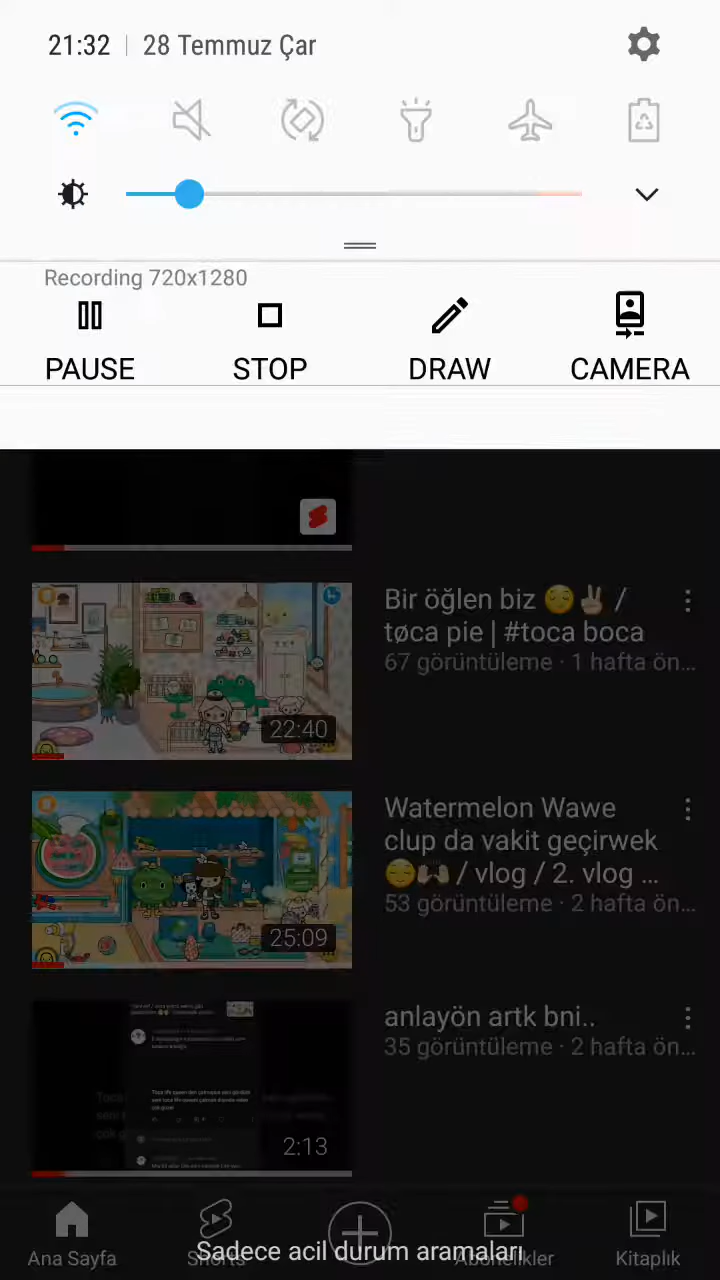 21:32 | 28 Temmuz Çar
Recording 720x1280
PAUSE
STOP
DRAW
CAMERA
Bir öğlen biz 😌✌🏻 /
tøca pie | #toca boca
67 görüntüleme · 1 hafta ön...
22:40
Watermelon Wawe
clup da vakit geçirwek
😌🙌🏻 / vlog / 2. vlog ...
53 görüntüleme · 2 hafta ön...
25:09
anlayön artk bni..
35 görüntüleme · 2 hafta ön...
2:13
Ana Sayfa
Shorts
Abonelikler
Kitaplık
Sadece acil durum aramaları